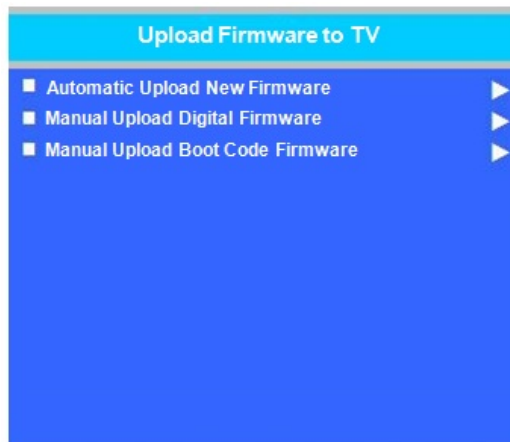 Upload Firmware to TV
Automatic Upload New Firmware
Manual Upload Digital Firmware
Manual Upload Boot Code Firmware